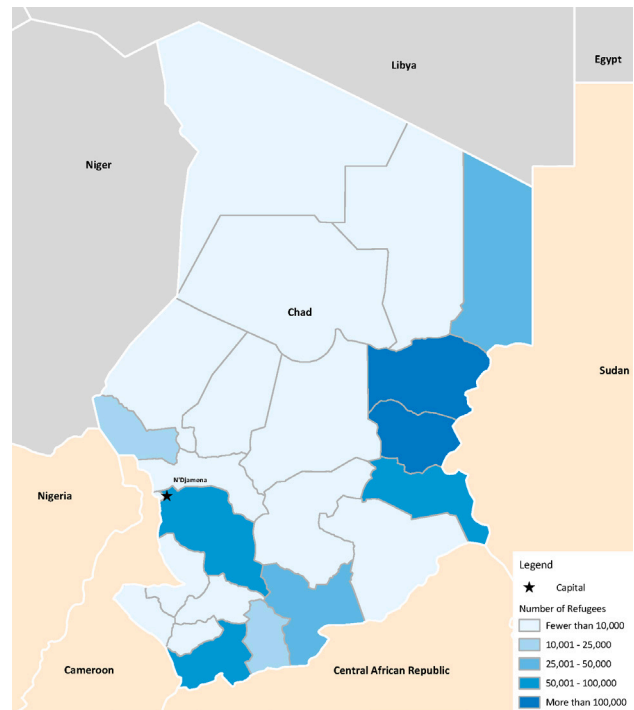 Libya
Egypt
Niger
Chad
Sudan
N'Djamena
Nigeria
Cameroon
Central African Republic
Legend
Capital
Number of Refugees
Fewer than 10,000
10,001 - 25,000
25,001 - 50,000
50,001 - 100,000
More than 100,000